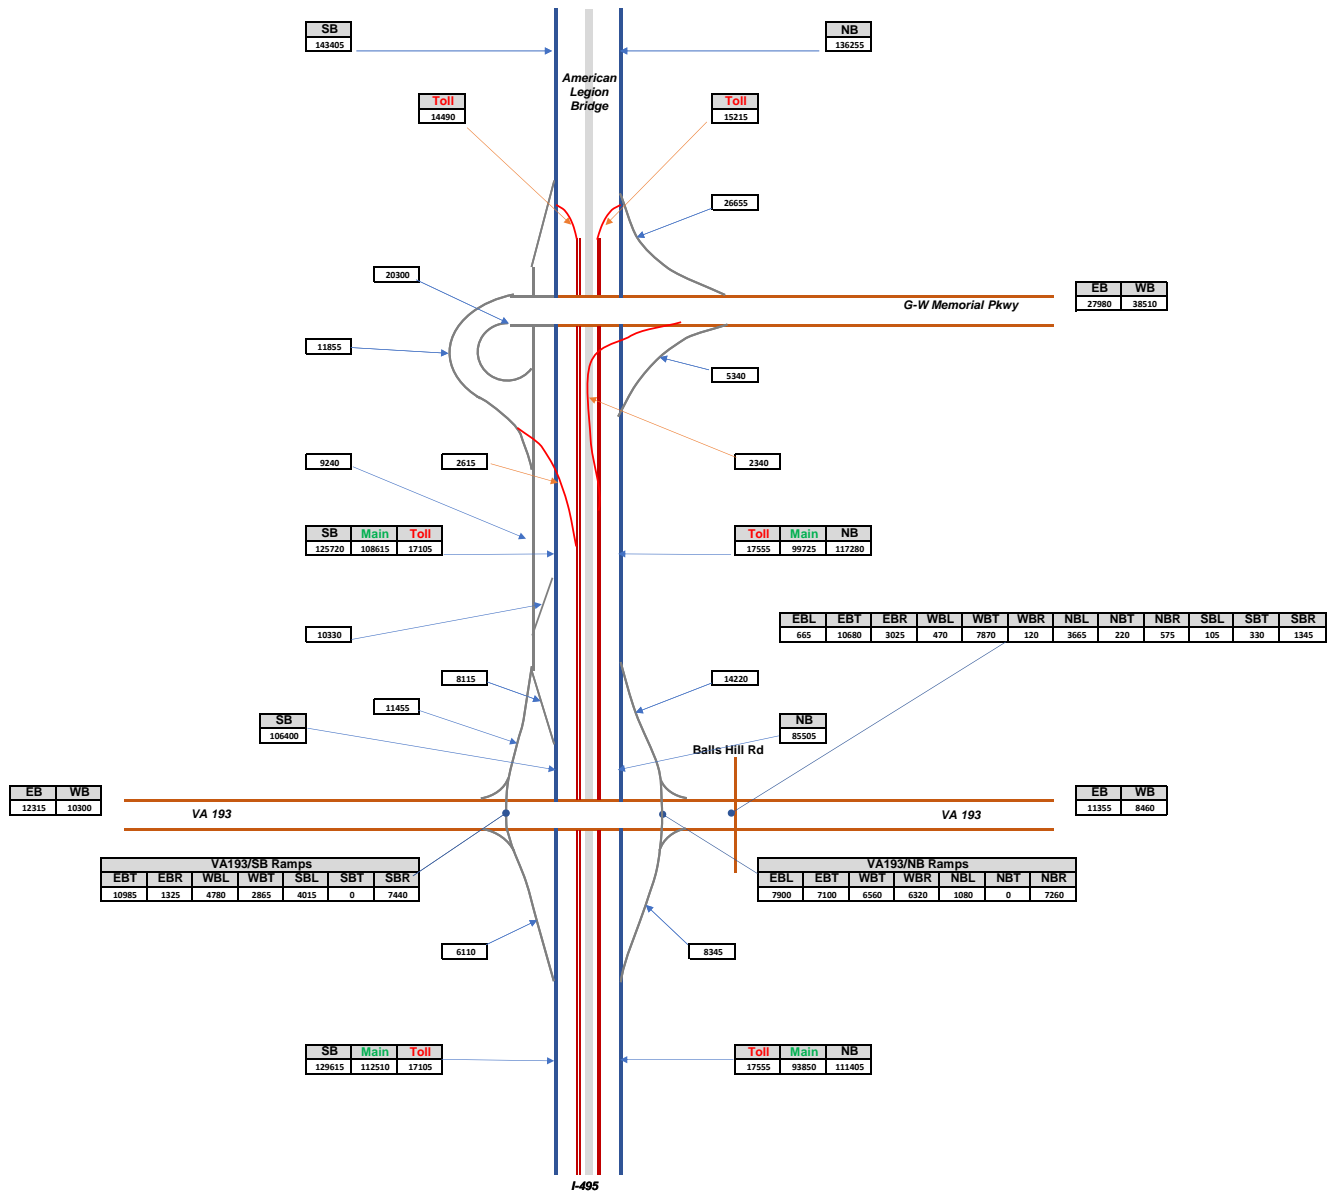 SB
143405
NB
136255
American
Legion
Bridge
Toll
14490
Toll
15215
26655
20300
EB WB
27980 38510
G-W Memorial Pkwy
11855
5340
9240
2615
2340
SB Main Toll
125720 108615 17105
Toll Main NB
17555 99725 117280
10330
EBL EBT EBR WBL WBT WBR NBL NBT NBR SBL SBT SBR
665 10680 3025 470 7870 120 3665 220 575 105 330 1345
8115
14220
11455
SB
106400
NB
85505
Balls Hill Rd
EB WB
12315 10300
EB WB
11355 8460
VA 193
VA 193
VA193/SB Ramps
EBT EBR WBL WBT SBL SBT SBR
10985 1325 4780 2865 4015 0 7440
VA193/NB Ramps
EBL EBT WBT WBR NBL NBT NBR
7900 7100 6560 6320 1080 0 7260
6110
8345
SB Main Toll
129615 112510 17105
Toll Main NB
17555 93850 111405
I-495